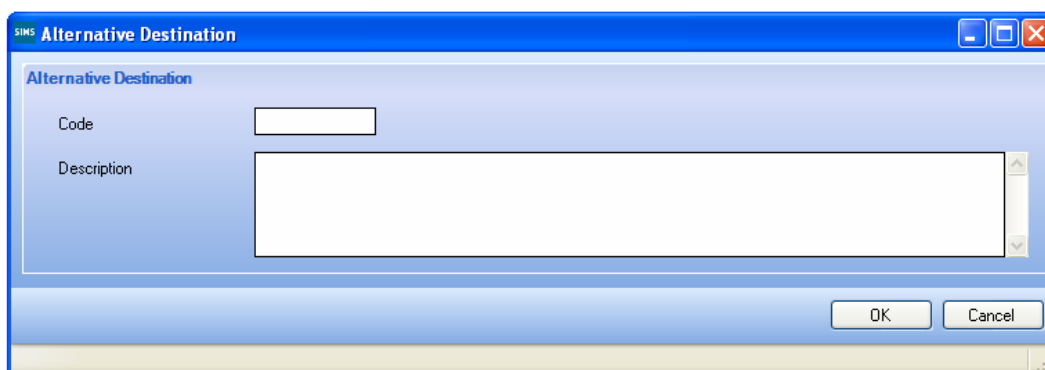 SIMS Alternative Destination
Alternative Destination
Code
Description
OK Cancel